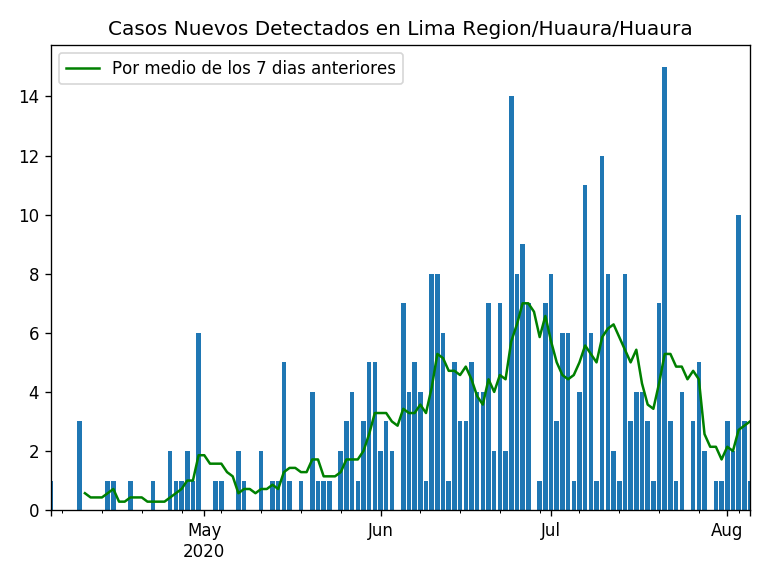 Casos Nuevos Detectados en Lima Region/Huaura/Huaura
Por medio de los 7 dias anteriores
14
12
10
8
6
4
2
0
May
2020
Jun
Jul
Aug